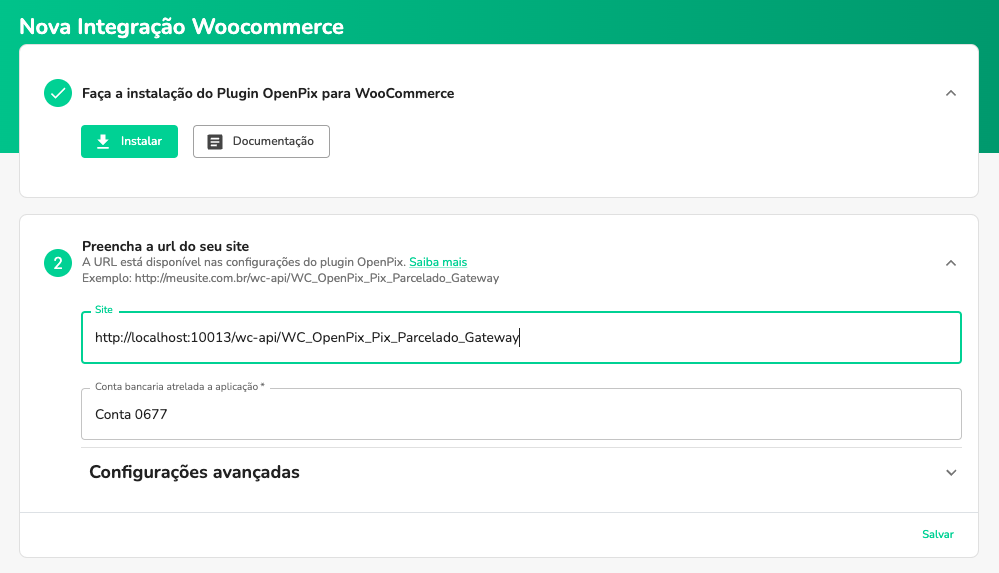 Nova Integração Woocommerce
Faça a instalação do Plugin OpenPix para WooCommerce
Instalar
Documentação
2
Preencha a url do seu site
A URL está disponível nas configurações do plugin OpenPix. Saiba mais
Exemplo: http://meusite.com.br/wc-api/WC_OpenPix_Pix_Parcelado_Gateway
Site
http://localhost:10013/wc-api/WC_OpenPix_Pix_Parcelado_Gateway
Conta bancaria atrelada a aplicação *
Conta 0677
Configurações avançadas
Salvar